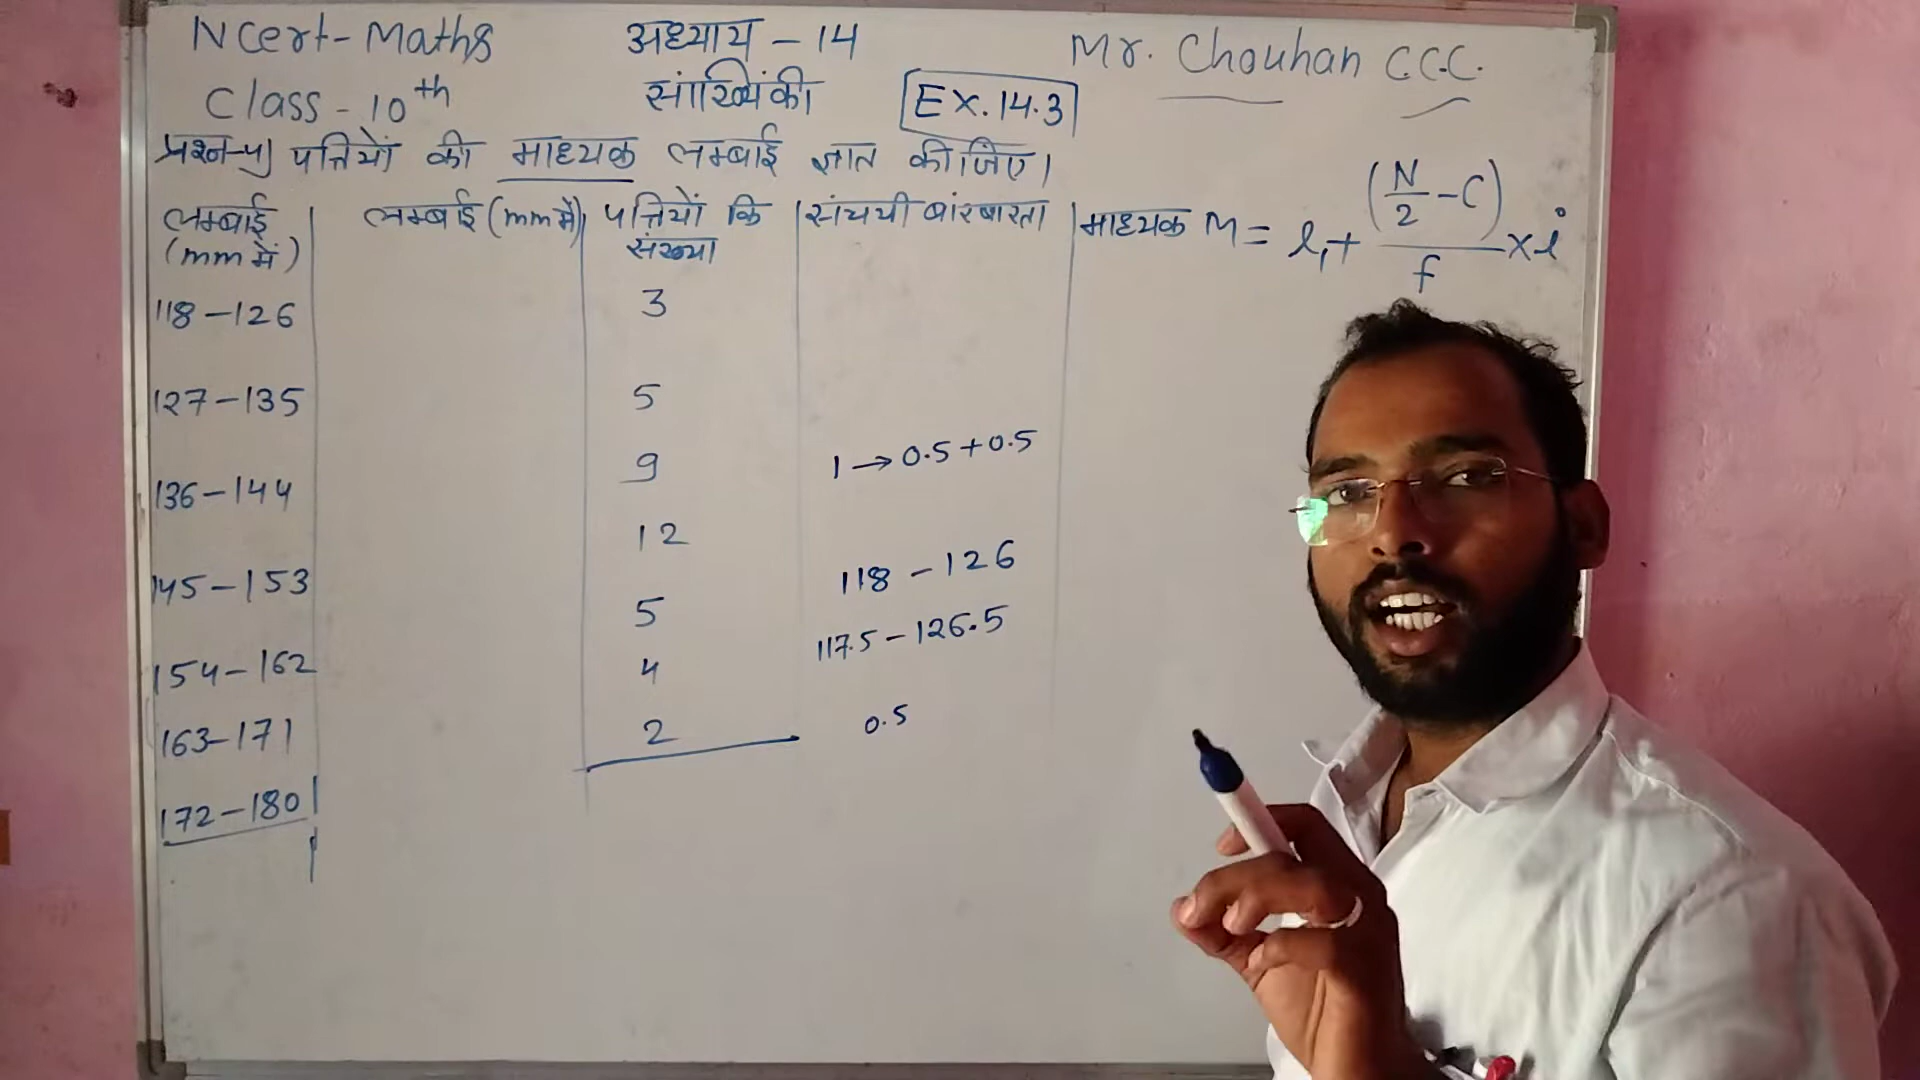 Ncert-Maths
Class-10th
अध्याय-14
सांख्यिंकी
EX.14.3
Mr. Chouhan C.C.C.
प्रश्न-4) पत्तियों की माध्यक लम्बाई ज्ञात कीजिए।
लम्बाई (mm में)
118-126
127-135
136-144
145-153
154-162
163-171
172-180
लम्बाई (mm में)
पत्तियों कि संख्या
3
5
9
12
5
4
2
संचयी बारंबारता
1→0.5+0.5
118-126
117.5-126.5
0.5
माध्यक M = l₁ + (N/2 - C)/f × i